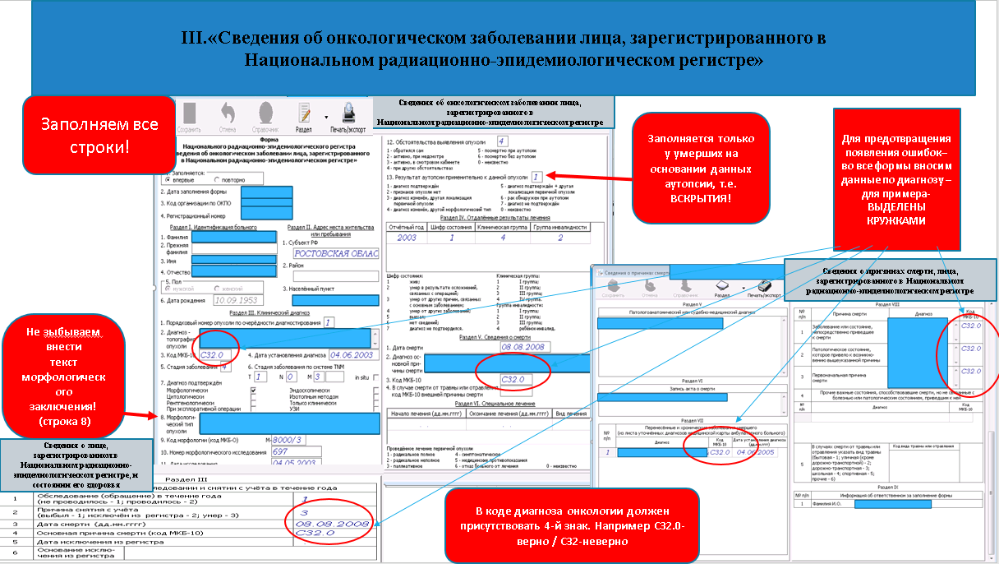 III.«Сведения об онкологическом заболевании лица, зарегистрированного в
Национальном радиационно-эпидемиологическом регистре»
Заполняем все
строки!
Сохранить Отмена Справочник Раздел Печать/экспорт
Форма
Национального радиационно-эпидемиологического регистра
ведения об онкологическом заболевании лица, зарегистрированного
в Национальном радиационно-эпидемиологическом регистре
1. Заполняется:
впервые повторно
2. Дата заполнения формы
3. Код организации по ОКПО
4. Регистрационный номер
Раздел I. Идентификация больного
1. Фамилия
2. Прежняя
фамилия
3. Имя
4. Отчество
5. Пол
мужской женский
6. Дата рождения 10.09.1953
Раздел II. Адрес места жительства
или пребывания
1. Субъект РФ
РОСТОВСКАЯ ОБЛАС
2. Район
3. Населённый пункт
Раздел III. Клинический диагноз
1. Порядковый номер опухоли по очерёдности диагностирования 1
2. Диагноз -
топография
опухоли
3. Код МКБ-10 C32.0 4. Дата установления диагноза 04.06.2003
5. Стадия заболевания 4 6. Стадия заболевания по системе TNM
T 1 N 0 M 3 in situ
7. Диагноз подтверждён
Морфологически Эндоскопически
Цитологически Изотопным методом
Рентгенологически Только клинически
При эксплоративной операции УЗИ
8. Морфологи-
ческий тип
опухоли
9. Код морфологии (код МКБ-О) M- 8000/3
10. Номер морфологического исследования 697
11. Дата исследования 04.05.2003
Сведения об онкологическом заболевании лица,
зарегистрированного в
Национальном радиационно-эпидемиологическом регистре
12. Обстоятельства выявления опухоли 4
1 - обратился сам 5 - посмертно при аутопсии
2 - активно, при медосмотре 6 - посмертно без аутопсии
3 - активно, в смотровом кабинете 0 - неизвестно
4 - при других обстоятельствах
13. Результат аутопсии применительно к данной опухоли 1
1 - диагноз подтверждён 5 - диагноз подтверждён + другая
2 - признаков опухоли нет локализация первичной опухоли
3 - диагноз изменён, другая локализация 6 - рак обнаружен при аутопсии
первичной опухоли 7 - диагноз не подтверждён
4 - диагноз изменён, другой морфологический тип 0 - неизвестно
Раздел IV. Отдалённые результаты лечения
Отчётный год Шифр состояния Клиническая группа Группа инвалидности
2003 1 4 2
Шифр состояния: Клиническая группа:
1 жив; 1 I группа;
2 умер в результате осложнений, 2 II группа;
связанных с операцией; 3 III группа;
3 умер от других причин, связанных 4 IV группа.
с основным заболеванием; Группа инвалидности:
4 умер от других заболеваний; 1 I группа;
5 выехал; 2 II группа;
6 нет сведений; 3 III группа;
7 диагноз не подтвердился. 4 ребёнок-инвалид.
Раздел V. Сведения о смерти
1. Дата смерти 08.08.2008
2. Диагноз ос-
новной при-
чины смерти
3. Код МКБ-10 C32.0
4. В случае смерти от травмы или отравления
код МКБ-10 внешней причины смерти
Раздел VI. Специальное лечение
Начало лечения (дд.мм.гггг) Окончание лечения (дд.мм.гггг) Вид лечения
Проведённое первичное лечение
1 - радикальное полное 4 - симптоматическое
2 - радикальное неполное 5 - медицинские противопоказания
3 - паллиативное 6 - отказ больного от лечения 0 - неизвестно
Заполняется только
у умерших на
основании данных
аутопсии, т.е.
ВСКРЫТИЯ!
Для предотвращения
появления ошибок–
во все формы вносим
данные по диагнозу –
для примера-
ВЫДЕЛЕНЫ
КРУЖКАМИ
Не зыбываем
внести
текст
морфологическ
ого
заключения!
(строка 8)
Сведения о причинах смерти
Сохранить Отмена Справочник Раздел Печать/экспорт
Сведения о причинах смерти, лица,
зарегистрированного в Национальном
радиационно-эпидемиологическом регистре
Раздел V
Патологоанатомический или судебно-медицинский диагноз
Раздел VI
Запись акта о смерти
Раздел VII
Перенесённые и хронические заболевания умершего
(из листа уточнённых диагнозов медицинской карты амбулаторного больного)
№ п/п Диагноз Код МКБ-10 Дата установления диагноза (дд.мм.гггг)
1 C32.0 04.06.2005
Раздел VIII
№ п/п Причина смерти Диагноз Код МКБ-10
1 Заболевание или состояние,
непосредственно приведшее
к смерти C32.0
2 Патологическое состояние,
которое привело к возникно-
вению вышеуказанной причины C32.0
3 Первоначальная причина
смерти C32.0
4 Прочие важные состояния, способствовавшие смерти, но не связанные с
болезнью или патологическим состоянием, приведшим к ней
Диагноз Код МКБ-10
5 В случаях смерти от травмы или
отравления указать вид травмы
(бытовая - 1; уличная (кроме
дорожно-транспортной) - 2;
дорожно-транспортная - 3;
школьная - 4; спортивная - 5;
прочие - 6)
Код вида травмы или отравления
Раздел IX
№ п/п Информация об ответственном за заполнение формы
1 Фамилия И.О.
Сведения о лице,
зарегистрированном в
Национальном радиационно-
эпидемиологическом регистре, и
состоянии его здоровья
Раздел III
ледовании и снятии с учёта в течение года
1 Обследование (обращение) в течение года
(не проводилось - 1; проводилось - 2) 1
2 Причина снятия с учёта
(выбыл - 1; исключён из регистра - 2; умер - 3) 3
3 Дата смерти (дд.мм.гггг) 08.08.2008
4 Основная причина смерти (код МКБ-10) C32.0
5 Дата исключения из регистра
6 Основание исклю-
чения из регистра
В коде диагноза онкологии должен
присутствовать 4-й знак. Например С32.0-
верно / С32-неверно